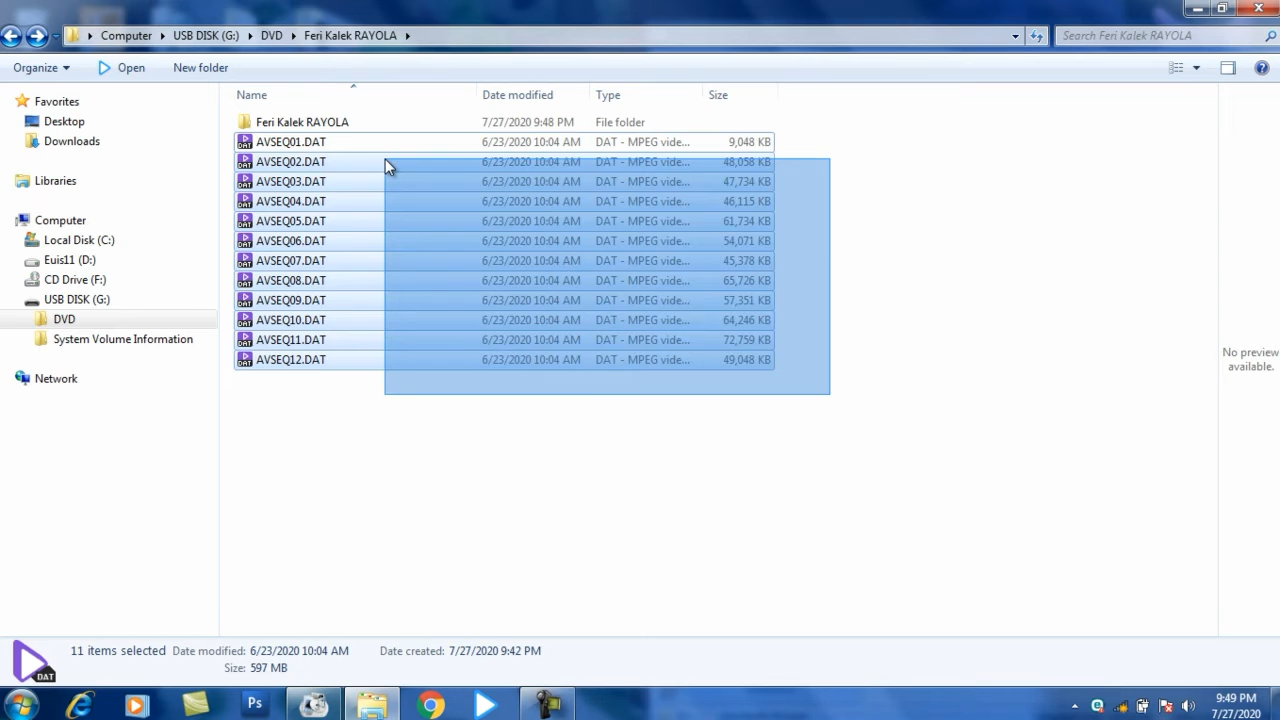 Computer USB DISK (G:) DVD Feri Kalek RAYOLA Search Feri Kalek RAYOLA
Organize Open New folder
Name Date modified Type Size
Favorites
Desktop
Downloads
Libraries
Computer
Local Disk (C:)
Euis11 (D:)
CD Drive (F:)
USB DISK (G:)
DVD
System Volume Information
Network
Feri Kalek RAYOLA 7/27/2020 9:48 PM File folder
AVSEQ01.DAT 6/23/2020 10:04 AM DAT - MPEG vide... 9,048 KB
AVSEQ02.DAT 6/23/2020 10:04 AM DAT - MPEG vide... 48,058 KB
AVSEQ03.DAT 6/23/2020 10:04 AM DAT - MPEG vide... 47,734 KB
AVSEQ04.DAT 6/23/2020 10:04 AM DAT - MPEG vide... 46,115 KB
AVSEQ05.DAT 6/23/2020 10:04 AM DAT - MPEG vide... 61,734 KB
AVSEQ06.DAT 6/23/2020 10:04 AM DAT - MPEG vide... 54,071 KB
AVSEQ07.DAT 6/23/2020 10:04 AM DAT - MPEG vide... 45,378 KB
AVSEQ08.DAT 6/23/2020 10:04 AM DAT - MPEG vide... 65,726 KB
AVSEQ09.DAT 6/23/2020 10:04 AM DAT - MPEG vide... 57,351 KB
AVSEQ10.DAT 6/23/2020 10:04 AM DAT - MPEG vide... 64,246 KB
AVSEQ11.DAT 6/23/2020 10:04 AM DAT - MPEG vide... 72,759 KB
AVSEQ12.DAT 6/23/2020 10:04 AM DAT - MPEG vide... 49,048 KB
No preview
available.
DAT
11 items selected Date modified: 6/23/2020 10:04 AM Date created: 7/27/2020 9:42 PM
Size: 597 MB
Ps
9:49 PM
7/27/2020